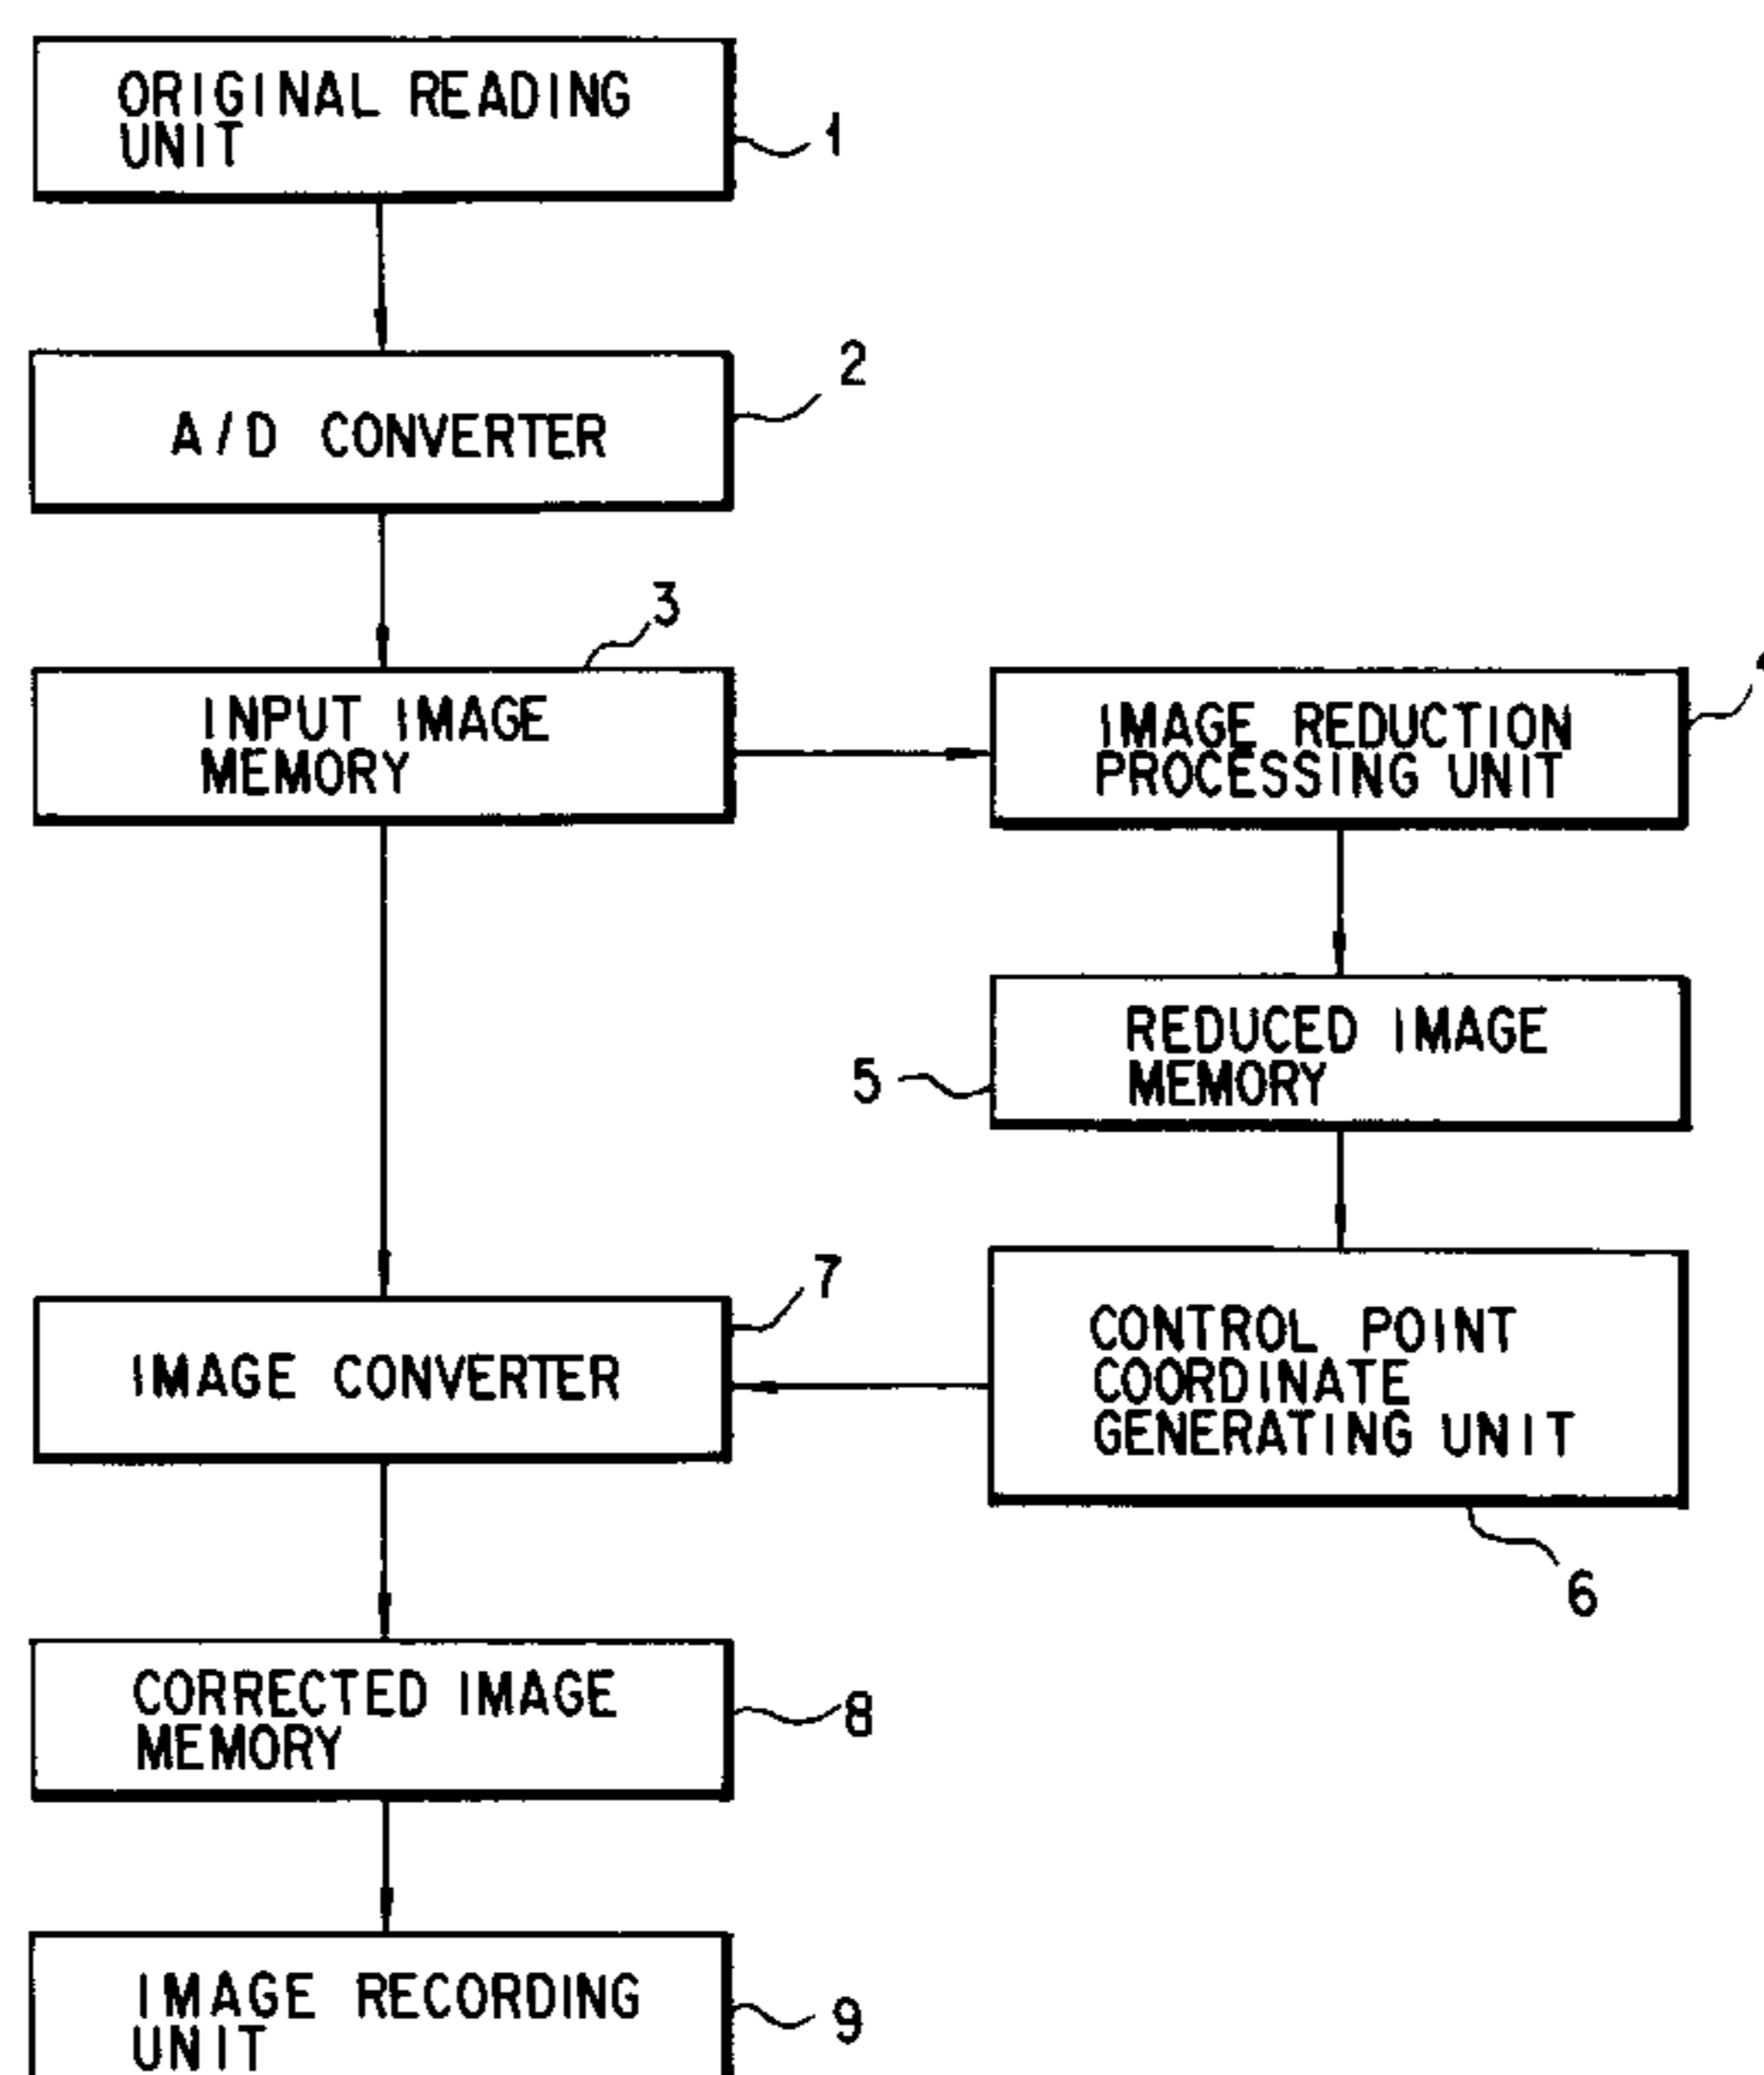 ORIGINAL READING
UNIT
1
2
A/D CONVERTER
3
INPUT IMAGE
MEMORY
IMAGE REDUCTION
PROCESSING UNIT
REDUCED IMAGE
MEMORY
5
7
IMAGE CONVERTER
CONTROL POINT
COORDINATE
GENERATING UNIT
6
CORRECTED IMAGE
MEMORY
8
IMAGE RECORDING
UNIT
9